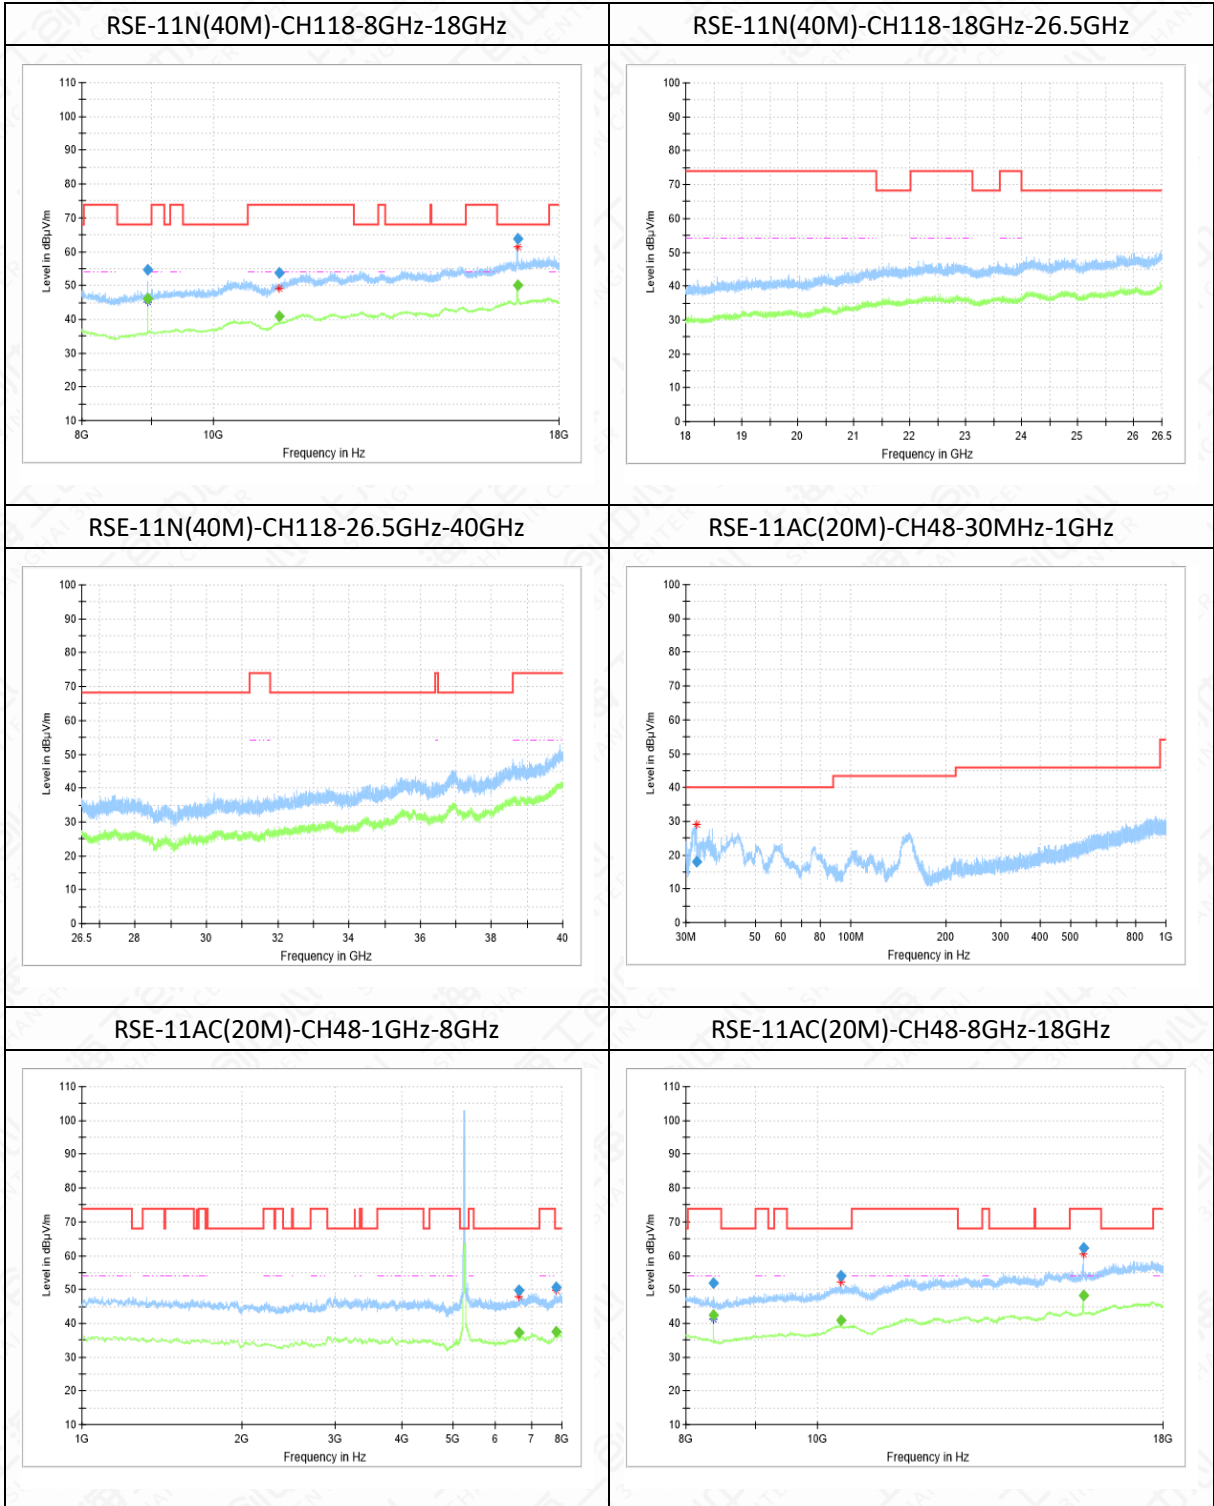 RSE-11N(40M)-CH118-8GHz-18GHz
RSE-11N(40M)-CH118-18GHz-26.5GHz
110
100
90
80
70
60
50
40
30
20
10
Level in dBµV/m
8G
10G
18G
Frequency in Hz
100
90
80
70
60
50
40
30
20
10
0
Level in dBµV/m
18
19
20
21
22
23
24
25
26
26.5
Frequency in GHz
RSE-11N(40M)-CH118-26.5GHz-40GHz
RSE-11AC(20M)-CH48-30MHz-1GHz
100
90
80
70
60
50
40
30
20
10
0
Level in dBµV/m
26.5
28
30
32
34
36
38
40
Frequency in GHz
100
90
80
70
60
50
40
30
20
10
0
Level in dBµV/m
30M
50
60
80
100M
200
300
400
500
800
1G
Frequency in Hz
RSE-11AC(20M)-CH48-1GHz-8GHz
RSE-11AC(20M)-CH48-8GHz-18GHz
110
100
90
80
70
60
50
40
30
20
10
Level in dBµV/m
1G
2G
3G
4G
5G
6
7
8G
Frequency in Hz
110
100
90
80
70
60
50
40
30
20
10
Level in dBµV/m
8G
10G
18G
Frequency in Hz